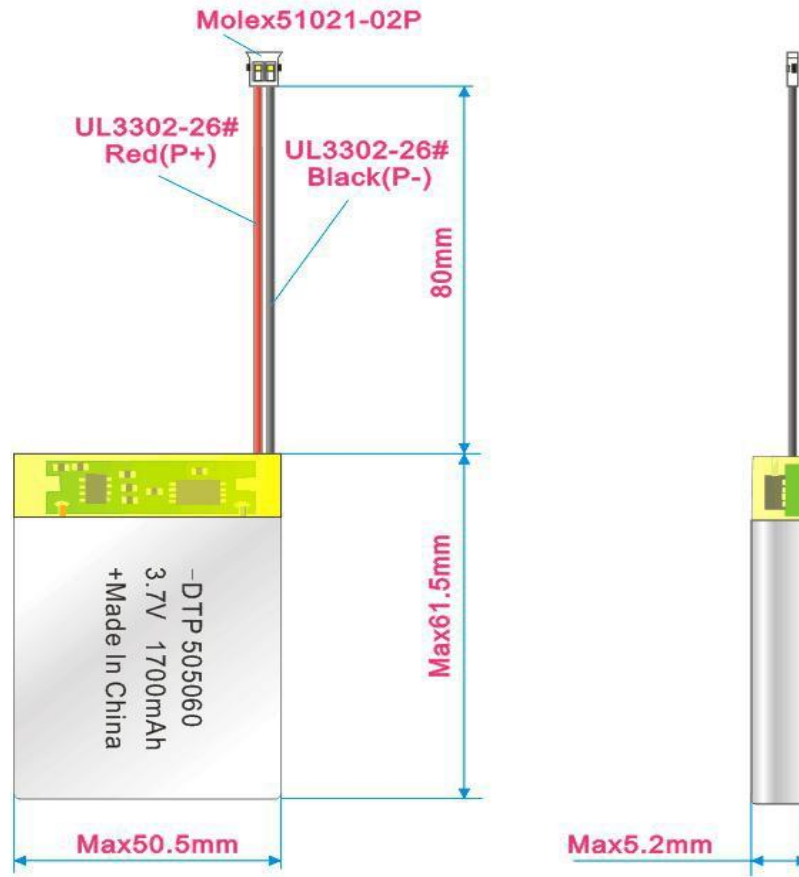 Molex51021-02P
UL3302-26#
Red(P+)
UL3302-26#
Black(P-)
80mm
Max61.5mm
–DTP 505060
3.7V 1700mAh
+Made In China
Max50.5mm
Max5.2mm